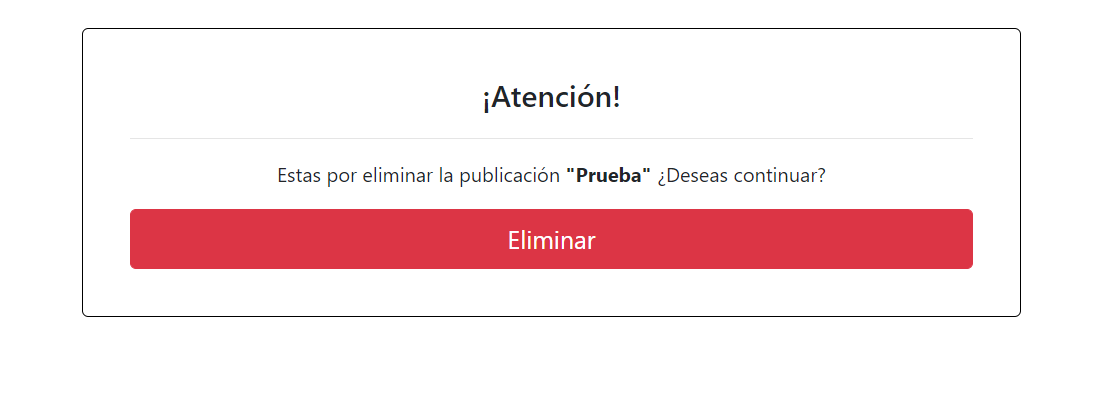 ¡Atención!
Estas por eliminar la publicación "Prueba" ¿Deseas continuar?
Eliminar